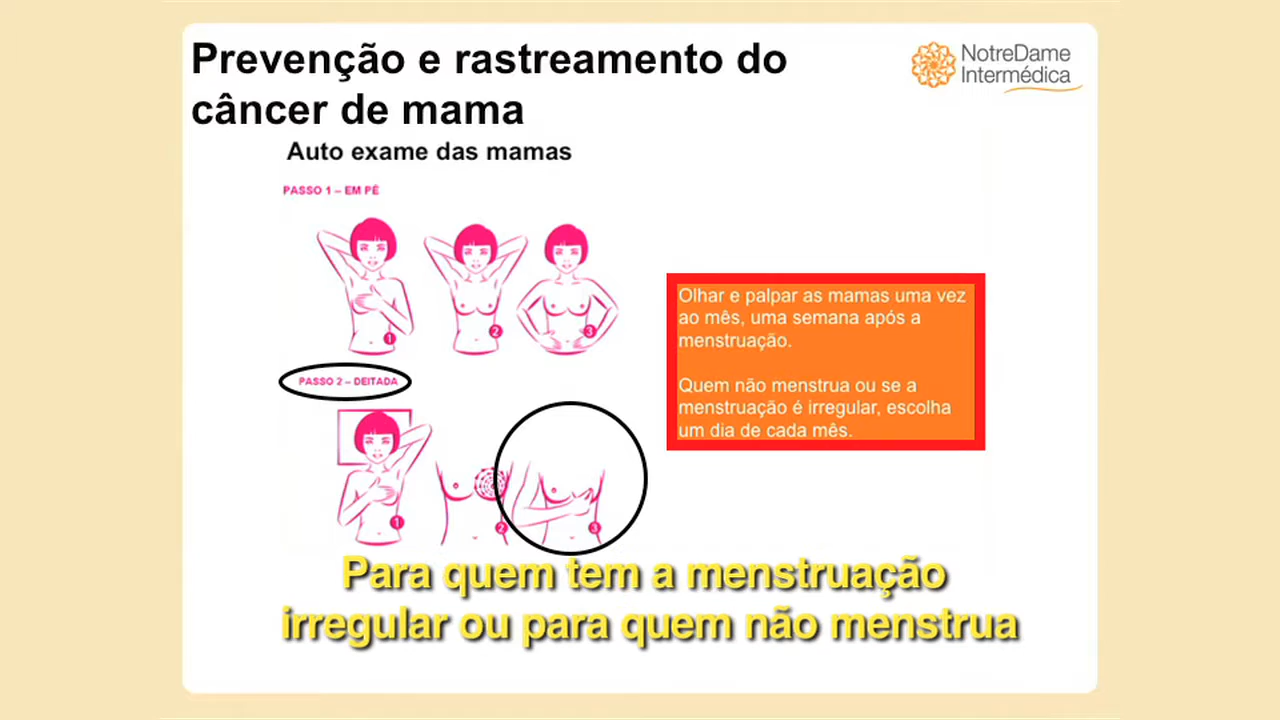 Prevenção e rastreamento do
câncer de mama
NotreDame
Intermédica
Auto exame das mamas
PASSO 1 – EM PÉ
1
2
3
Olhar e palpar as mamas uma vez
ao mês, uma semana após a
menstruação.
Quem não menstrua ou se a
menstruação é irregular, escolha
um dia de cada mês.
PASSO 2 – DEITADA
1
2
3
Para quem tem a menstruação
irregular ou para quem não menstrua